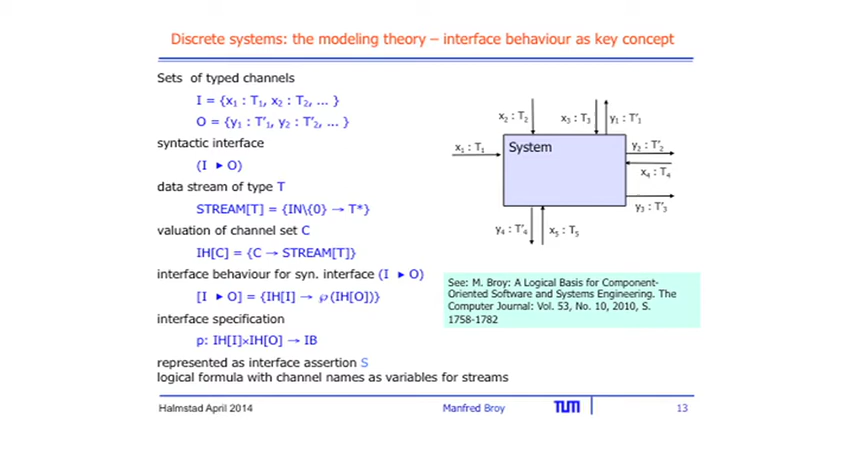 Discrete systems: the modeling theory – interface behaviour as key concept
Sets of typed channels
I = {x₁ : T₁, x₂ : T₂, ... }
O = {y₁ : T'₁, y₂ : T'₂, ... }
syntactic interface
(I ▸ O)
data stream of type T
STREAM[T] = {IN\{0} → T*}
valuation of channel set C
IH[C] = {C → STREAM[T]}
interface behaviour for syn. interface (I ▸ O)
[I ▸ O] = {IH[I] → ℘(IH[O])}
interface specification
p: IH[I]×IH[O] → IB
represented as interface assertion S
logical formula with channel names as variables for streams
x₂ : T₂
x₃ : T₃
y₁ : T'₁
x₁ : T₁
System
y₂ : T'₂
x₄ : T₄
y₃ : T'₃
y₄ : T'₄
x₅ : T₅
See: M. Broy: A Logical Basis for Component-
Oriented Software and Systems Engineering. The
Computer Journal: Vol. 53, No. 10, 2010, S.
1758-1782
Halmstad April 2014
Manfred Broy
TUM
13